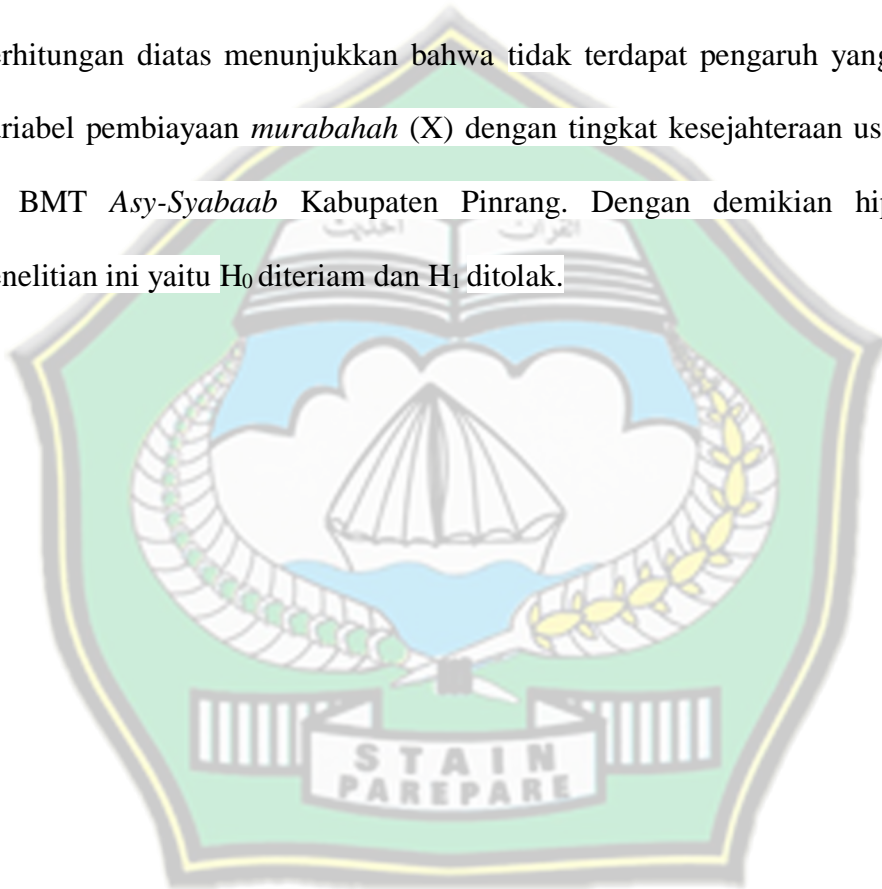 erhitungan diatas menunjukkan bahwa tidak terdapat pengaruh yang
ariabel pembiayaan murabahah (X) dengan tingkat kesejahteraan us
BMT Asy-Syabaab Kabupaten Pinrang. Dengan demikian hi
enelitian ini yaitu H₀ diteriam dan H₁ ditolak.
STAIN
PAREPARE